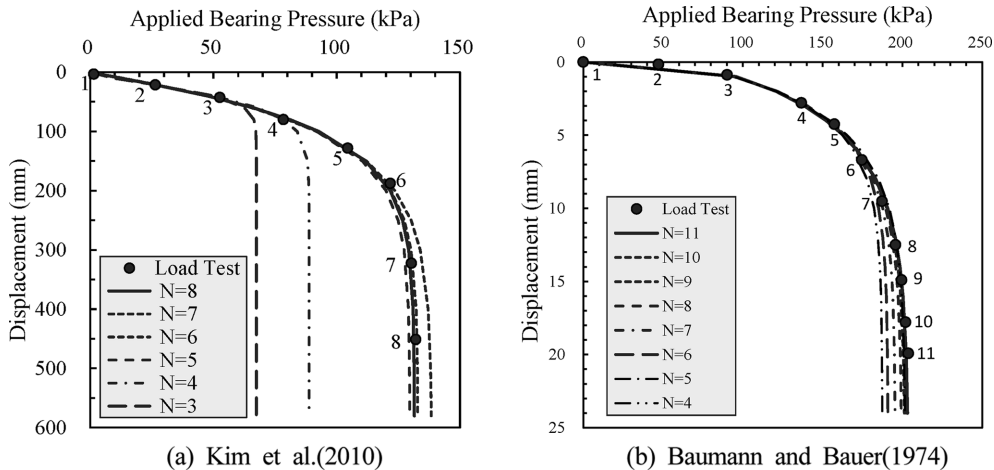 Applied Bearing Pressure (kPa)
0 50 100 150
0
100
200
300
400
500
600
Displacement (mm)
1
2
3
4
5
6
7
8
Load Test
N=8
N=7
N=6
N=5
N=4
N=3
(a) Kim et al.(2010)
Applied Bearing Pressure (kPa)
0 50 100 150 200 250
0
5
10
15
20
25
Displacement (mm)
1
2
3
4
5
6
7
8
9
10
11
Load Test
N=11
N=10
N=9
N=8
N=7
N=6
N=5
N=4
(b) Baumann and Bauer(1974)